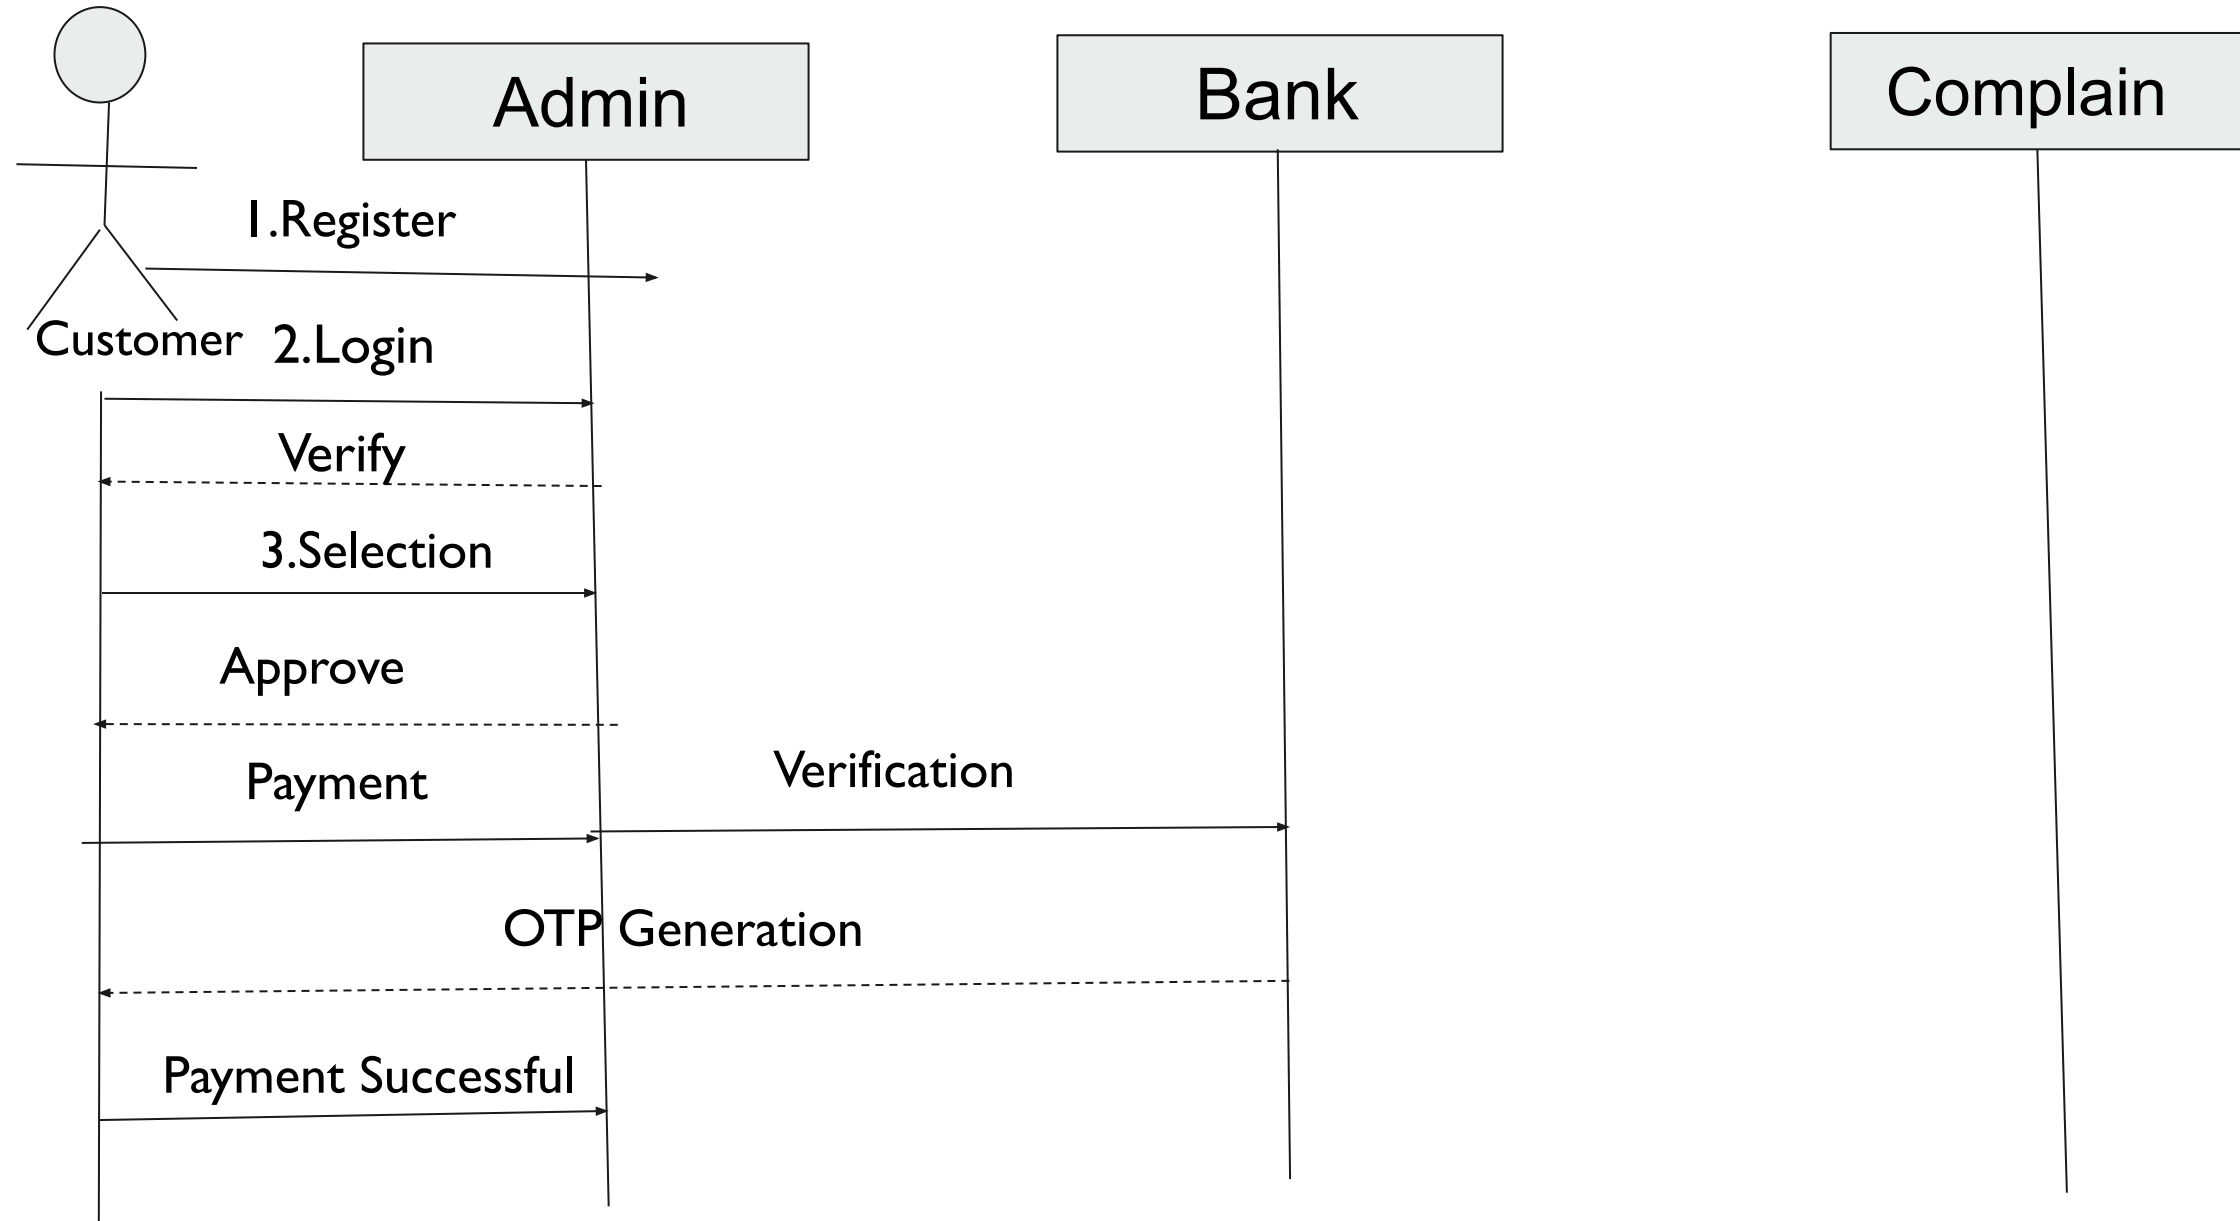 Admin
Bank
Complain
1.Register
Customer
2.Login
Verify
3.Selection
Approve
Payment
Verification
OTP Generation
Payment Successful